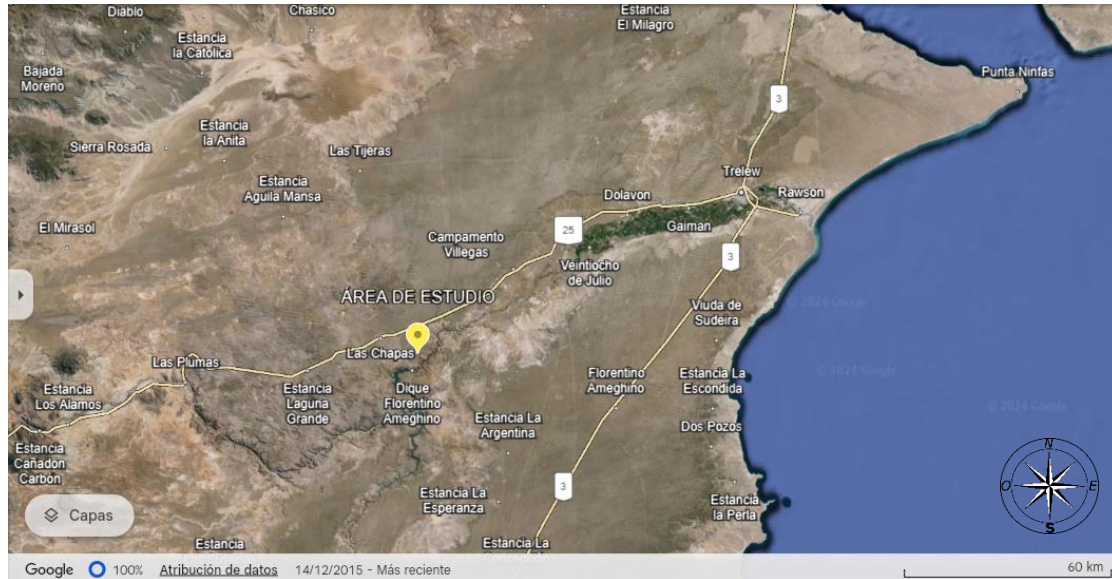 Diablo
Chasico
Estancia
El Milagro
Estancia
la Católica
Bajada
Moreno
Punta Ninfas
3
Estancia
la Anita
Sierra Rosada
Las Tijeras
Trelew
Estancia
Aguila Mansa
Dolavon
Rawson
El Mirasol
25
Gaiman
Campamento
Villegas
3
Veintiocho
de Julio
ÁREA DE ESTUDIO
© 2024 Google
Viuda de
Sudeira
Las Chapas
Las Plumas
© 2024 Google
Estancia
Los Alamos
Estancia
Laguna
Grande
Dique
Florentino
Ameghino
Florentino
Ameghino
Estancia La
Escondida
© 2024 Google
Estancia La
Argentina
Dos Pozos
Estancia
Cañadon
Carbón
N
O
E
S
3
Estancia La
Esperanza
Estancia
la Perla
Capas
Estancia
Estancia La
Google
100%
Atribución de datos
14/12/2015 - Más reciente
60 km